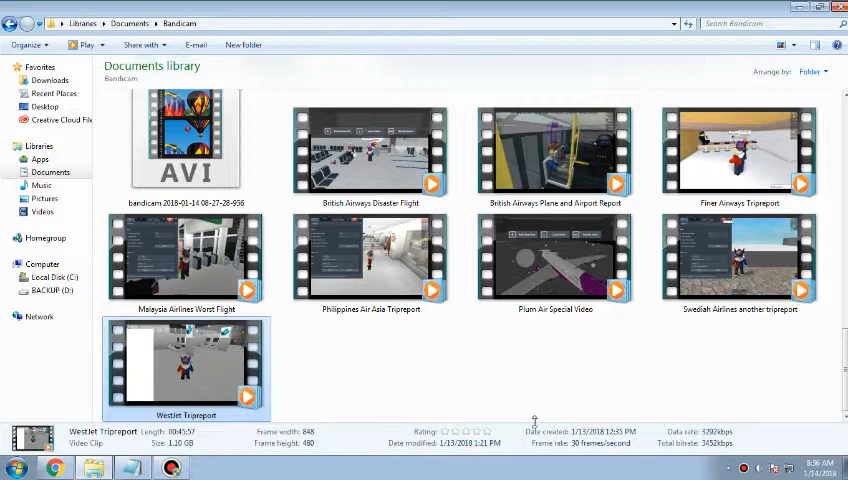 Libraries ▸ Documents ▸ Bandicam
Search Bandicam
Organize
Play
Share with
E-mail
New folder
Favorites
Downloads
Recent Places
Desktop
Creative Cloud File
Libraries
Apps
Documents
Music
Pictures
Videos
Homegroup
Computer
Local Disk (C:)
BACKUP (D:)
Network
Documents library
Bandicam
Arrange by: Folder
AVI
bandicam 2018-01-14 08-27-28-956
British Airways Disaster Flight
British Airways Plane and Airport Report
Finer Airways Tripreport
Malaysia Airlines Worst Flight
Philippines Air Asia Tripreport
Plum Air Special Video
Swediah Airlines another tripreport
WestJet Tripreport
WestJet Tripreport Length: 00:45:57 Frame width: 848 Rating: Date created: 1/13/2018 12:35 PM Data rate: 3292kbps
Video Clip Size: 1.10 GB Frame height: 480 Date modified: 1/13/2018 1:21 PM Frame rate: 30 frames/second Total bitrate: 3452kbps
8:36 AM
1/14/2018